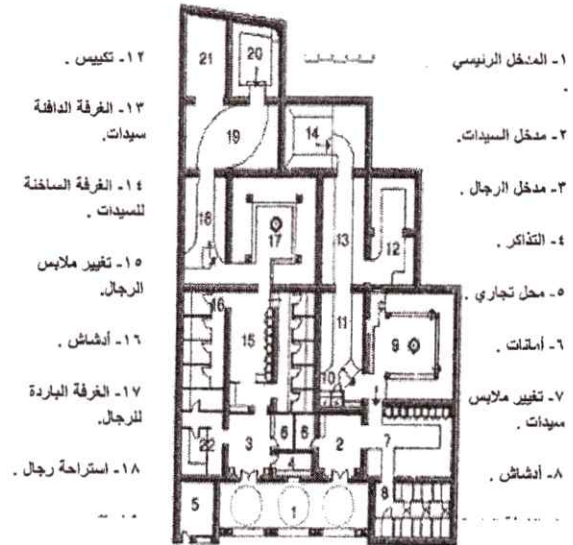 ١- المدخل الرئيسي
.
٢- مدخل السيدات.
٣- مدخل الرجال .
٤- التذاكر .
٥- محل تجاري .
٦- أمانات .
٧- تغيير ملابس
سيدات .
٨- أدشاش .
١٢- تكييس .
١٣- الغرفة الدافئة
سيدات.
١٤- الغرفة الساخنة
للسيدات .
١٥- تغيير ملابس
الرجال.
١٦- أدشاش .
١٧- الغرفة الباردة
للرجال.
١٨- استراحة رجال .
21
20
19
14
18
17
13
12
16
15
11
9
10
22
3
6
6
2
7
4
8
5
1